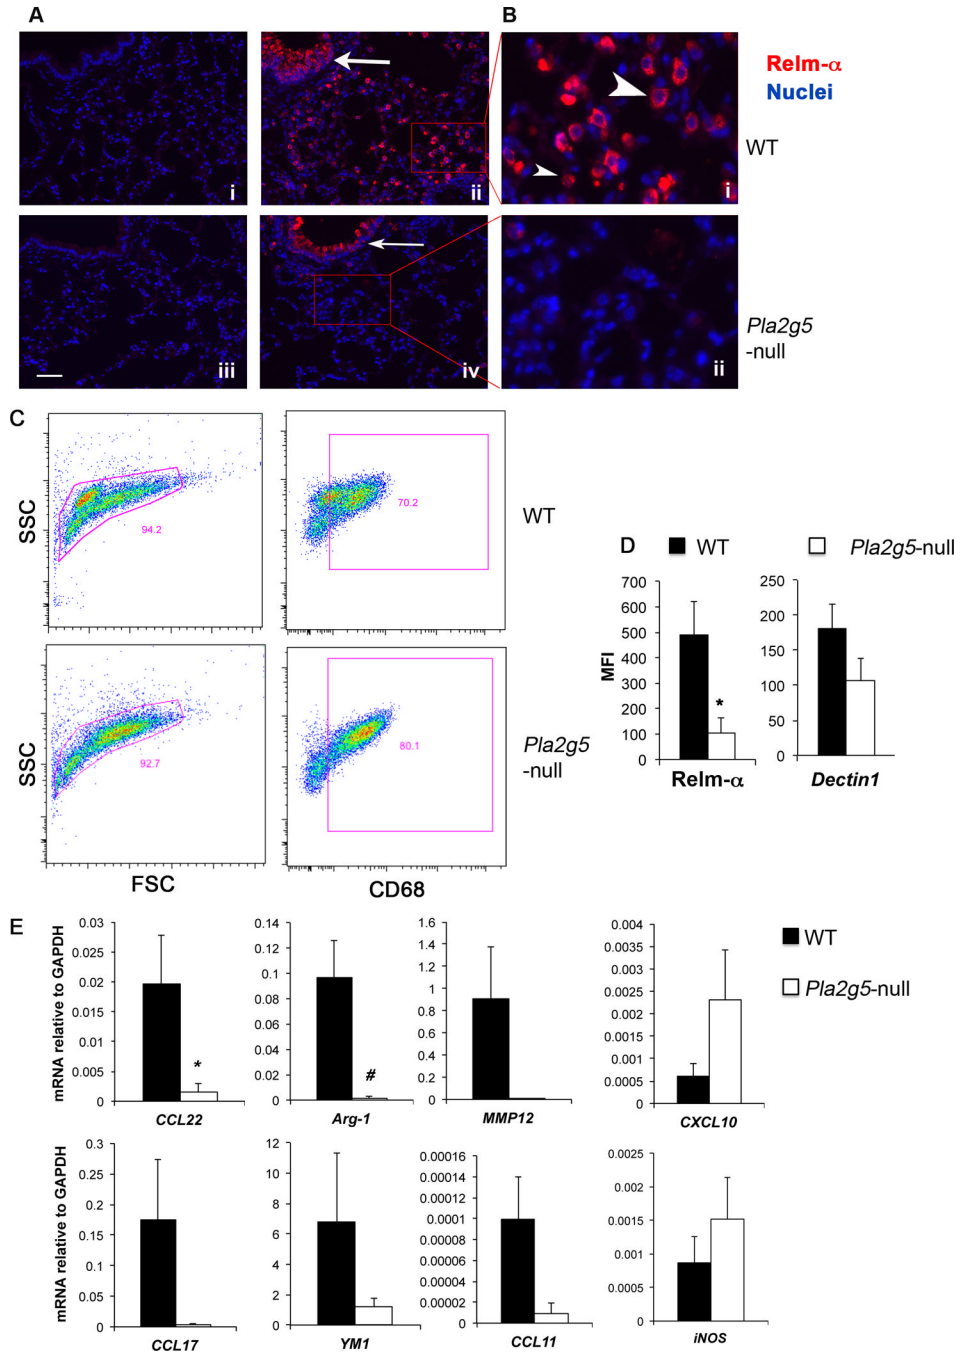 A
B
i
ii
i
Relm-α
Nuclei
WT
iii
iv
ii
Pla2g5
-null
C
SSC
94.2
70.2
WT
SSC
92.7
80.1
Pla2g5
-null
FSC
CD68
D
WT
Pla2g5-null
MFI
700
600
500
400
300
200
100
0
*
Relm-α
250
200
150
100
50
0
Dectin1
E
WT
Pla2g5-null
mRNA relative to GAPDH
0.03
0.025
0.02
0.015
0.01
0.005
0
*
CCL22
0.14
0.12
0.1
0.08
0.06
0.04
0.02
0
#
Arg-1
1.6
1.4
1.2
1
0.8
0.6
0.4
0.2
0
MMP12
0.004
0.0035
0.003
0.0025
0.002
0.0015
0.001
0.0005
0
CXCL10
mRNA relative to GAPDH
0.3
0.25
0.2
0.15
0.1
0.05
0
CCL17
12
10
8
6
4
2
0
YM1
0.00016
0.00014
0.00012
0.0001
0.00008
0.00006
0.00004
0.00002
0
CCL11
0.0025
0.002
0.0015
0.001
0.0005
0
iNOS